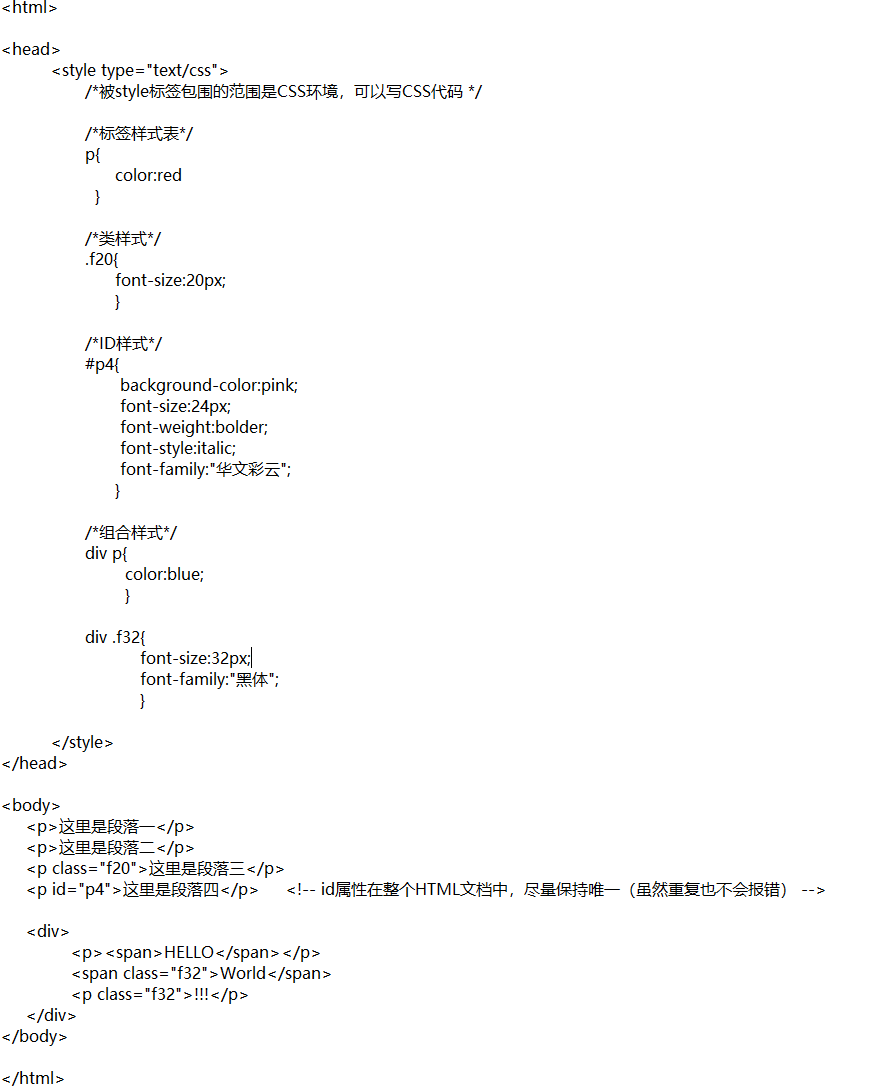 <html>
<head>
<style type="text/css">
/*被style标签包围的范围是CSS环境，可以写CSS代码 */
/*标签样式表*/
p{
color:red
}
/*类样式*/
.f20{
font-size:20px;
}
/*ID样式*/
#p4{
background-color:pink;
font-size:24px;
font-weight:bolder;
font-style:italic;
font-family:"华文彩云";
}
/*组合样式*/
div p{
color:blue;
}
div .f32{
font-size:32px;
font-family:"黑体";
}
</style>
</head>
<body>
<p>这里是段落一</p>
<p>这里是段落二</p>
<p class="f20">这里是段落三</p>
<p id="p4">这里是段落四</p> <!-- id属性在整个HTML文档中，尽量保持唯一（虽然重复也不会报错） -->
<div>
<p><span>HELLO</span></p>
<span class="f32">World</span>
<p class="f32">!!!</p>
</div>
</body>
</html>